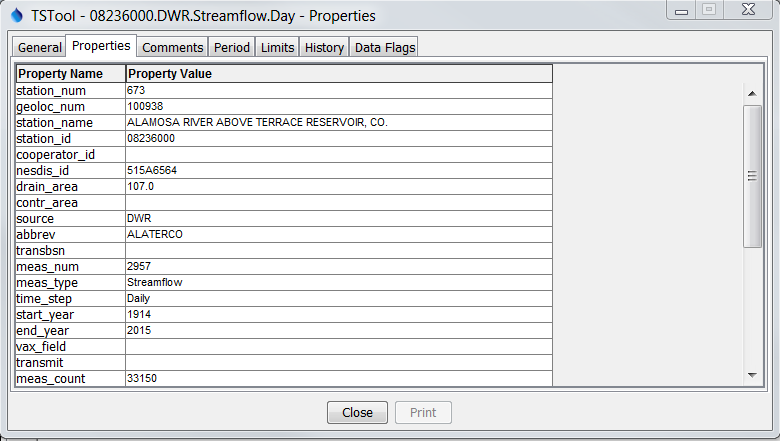 TSTool - 08236000.DWR.Streamflow.Day - Properties
General Properties Comments Period Limits History Data Flags
Property Name Property Value
station_num 673
geoloc_num 100938
station_name ALAMOSA RIVER ABOVE TERRACE RESERVOIR, CO.
station_id 08236000
cooperator_id
nesdis_id 515A6564
drain_area 107.0
contr_area
source DWR
abbrev ALATERCO
transbsn
meas_num 2957
meas_type Streamflow
time_step Daily
start_year 1914
end_year 2015
vax_field
transmit
meas_count 33150
Close Print